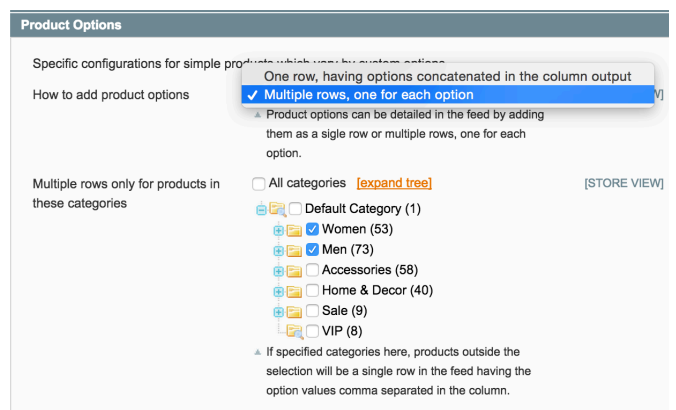 Product Options
Specific configurations for simple products which vary by custom options
One row, having options concatenated in the column output
How to add product options
✓ Multiple rows, one for each option
Product options can be detailed in the feed by adding
them as a sigle row or multiple rows, one for each
option.
Multiple rows only for products in
these categories
All categories [expand tree]
[STORE VIEW]
Default Category (1)
Women (53)
Men (73)
Accessories (58)
Home & Decor (40)
Sale (9)
VIP (8)
If specified categories here, products outside the
selection will be a single row in the feed having the
option values comma separated in the column.